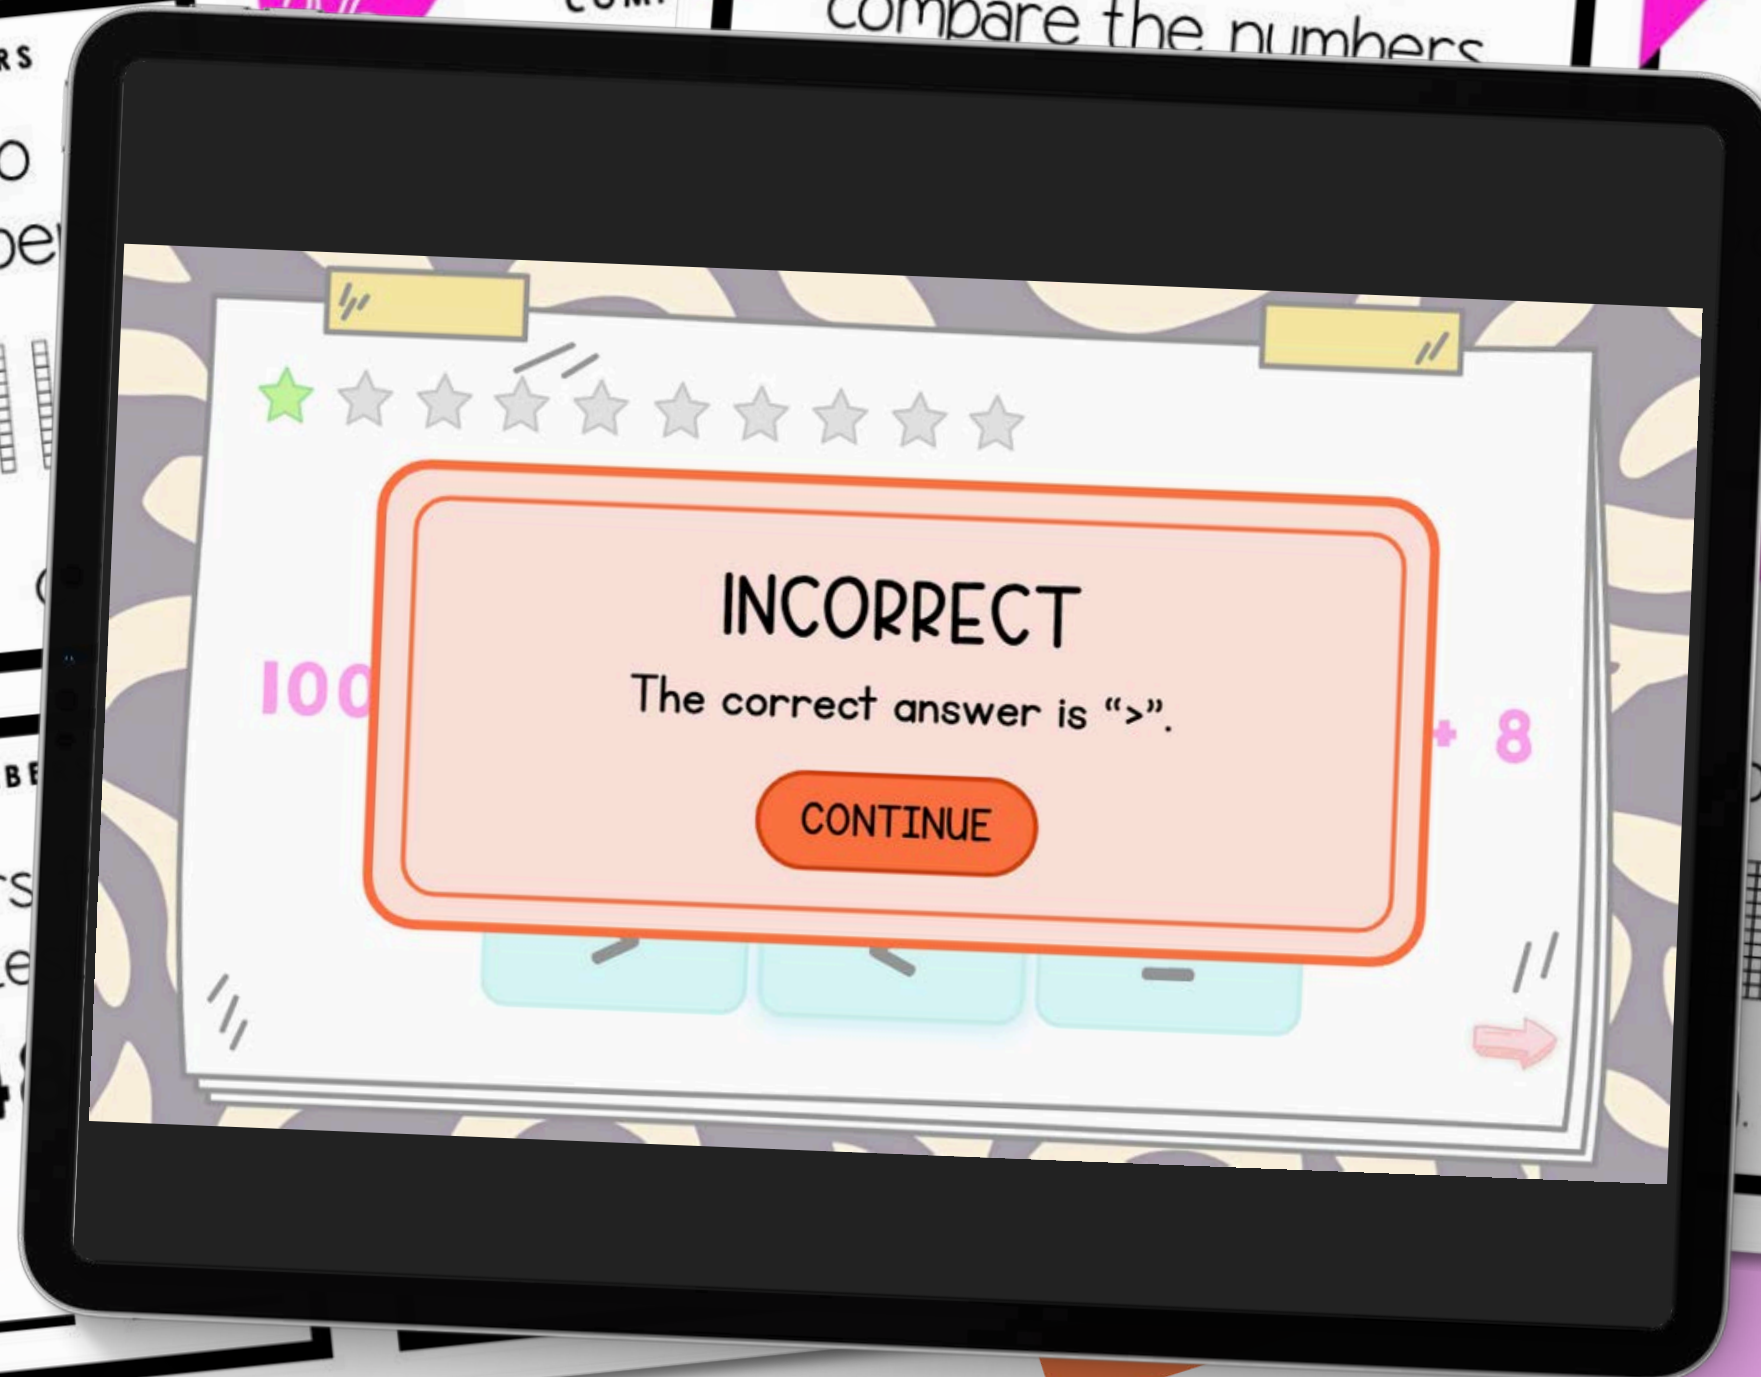 compare the numbers
INCORRECT
The correct answer is “>”.
100
+ 8
CONTINUE
> < =